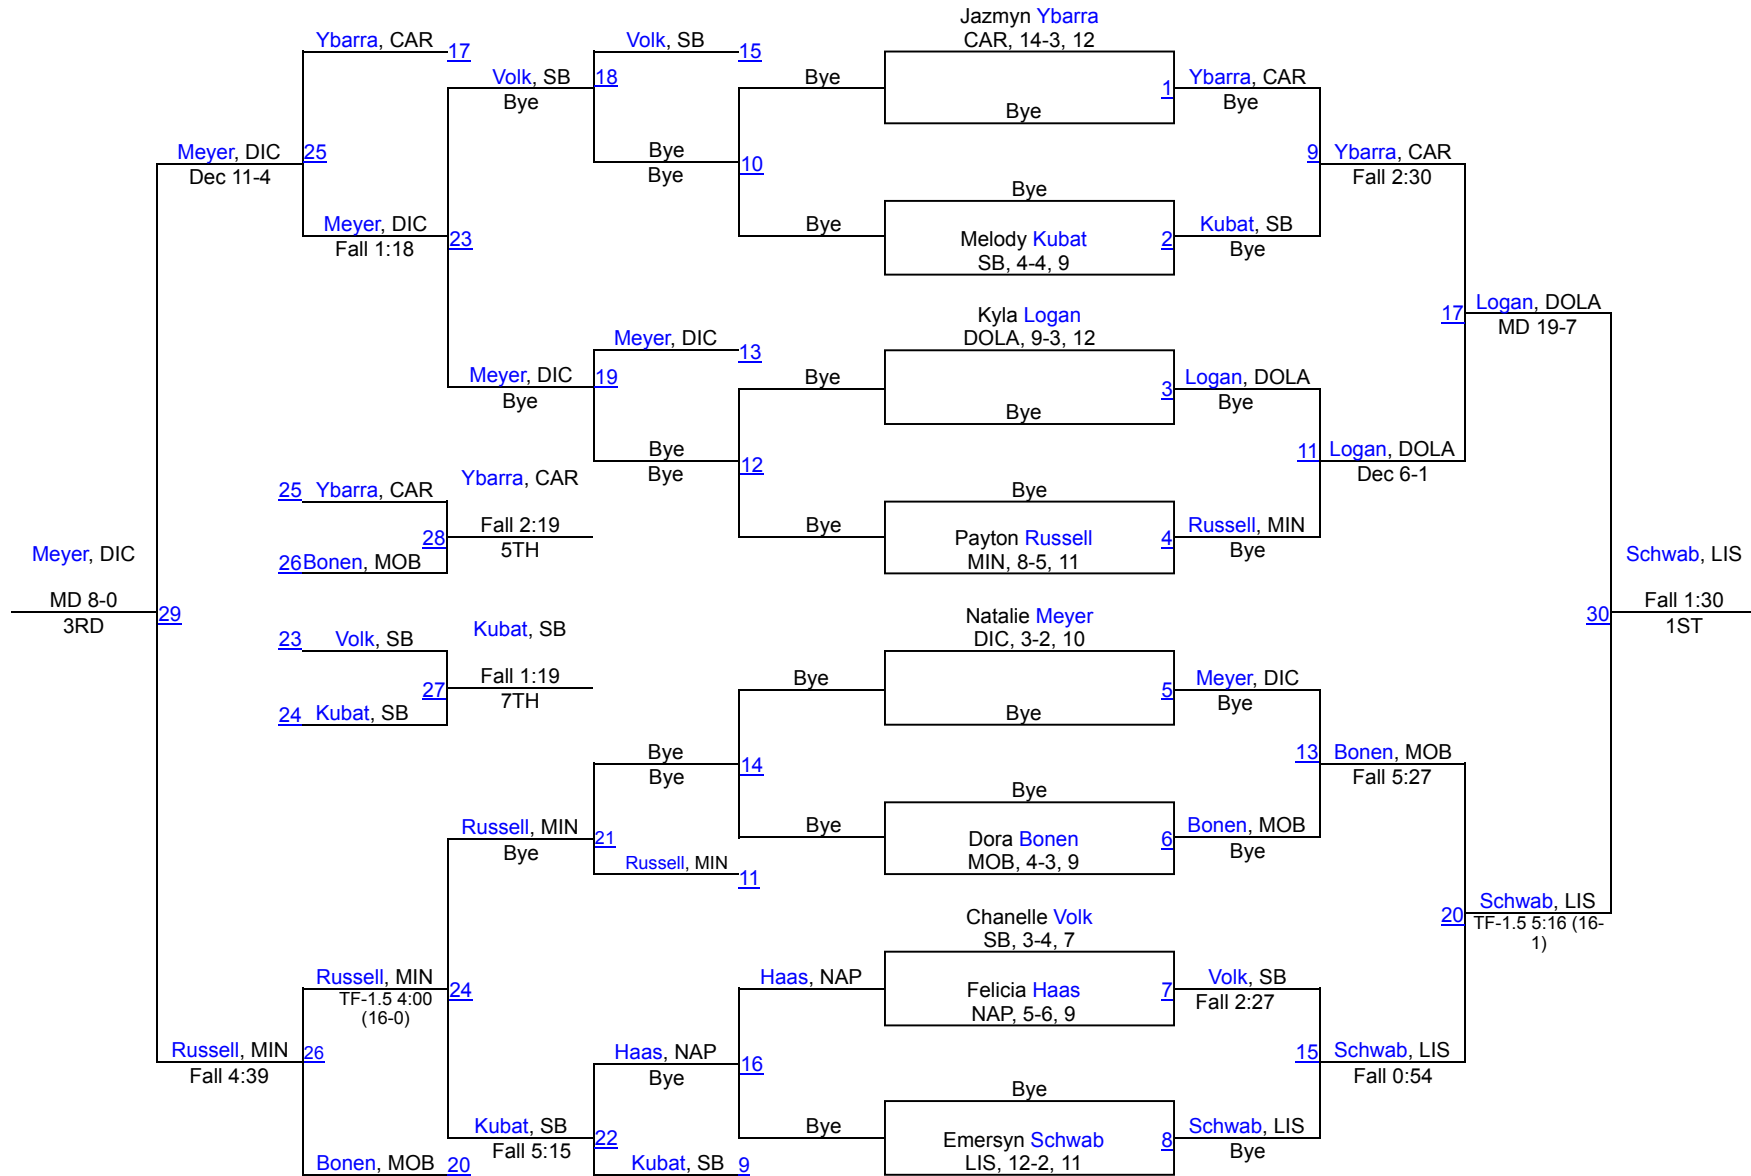 Jazmyn Ybarra
CAR, 14-3, 12
Ybarra, CAR
17
Volk, SB
15
Volk, SB
18
Bye
Bye
1
Ybarra, CAR
Bye
Bye
Meyer, DIC
25
Dec 11-4
Bye
Bye
10
9
Ybarra, CAR
Fall 2:30
Bye
Meyer, DIC
23
Fall 1:18
Bye
Melody Kubat
SB, 4-4, 9
2
Kubat, SB
Bye
Kyla Logan
DOLA, 9-3, 12
17
Logan, DOLA
MD 19-7
Meyer, DIC
13
Meyer, DIC
19
Bye
Bye
3
Logan, DOLA
Bye
Bye
Bye
Bye
12
11
Logan, DOLA
Dec 6-1
Ybarra, CAR
25
Ybarra, CAR
Bye
28
Fall 2:19
5TH
Bye
Payton Russell
MIN, 8-5, 11
4
Russell, MIN
Bye
Meyer, DIC
26
Bonen, MOB
Schwab, LIS
MD 8-0
29
3RD
Natalie Meyer
DIC, 3-2, 10
30
Fall 1:30
1ST
23
Volk, SB
Kubat, SB
27
Fall 1:19
7TH
24
Kubat, SB
Bye
5
Meyer, DIC
Bye
Bye
Bye
Bye
14
13
Bonen, MOB
Fall 5:27
Bye
Russell, MIN
21
Bye
Bye
Dora Bonen
MOB, 4-3, 9
6
Bonen, MOB
Bye
Russell, MIN
11
Chanelle Volk
SB, 3-4, 7
20
Schwab, LIS
TF-1.5 5:16 (16-
1)
Russell, MIN
24
TF-1.5 4:00
(16-0)
Haas, NAP
Felicia Haas
NAP, 5-6, 9
7
Volk, SB
Fall 2:27
Russell, MIN
26
Fall 4:39
Haas, NAP
Bye
16
15
Schwab, LIS
Fall 0:54
Bye
Kubat, SB
22
Fall 5:15
Bye
Emersyn Schwab
LIS, 12-2, 11
8
Schwab, LIS
Bye
Bonen, MOB
20
Kubat, SB
9